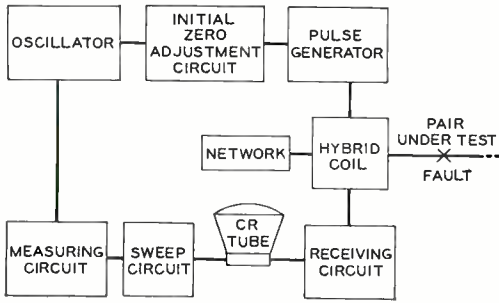 OSCILLATOR
INITIAL
ZERO
ADJUSTMENT
CIRCUIT
PULSE
GENERATOR
NETWORK
HYBRID
COIL
PAIR
UNDER TEST
FAULT
MEASURING
CIRCUIT
SWEEP
CIRCUIT
CR
TUBE
RECEIVING
CIRCUIT